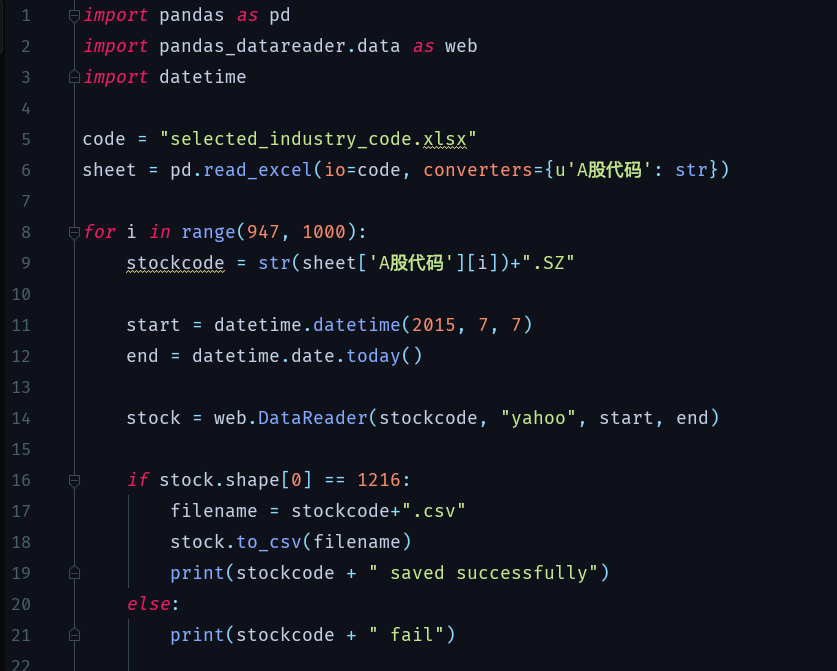 1 import pandas as pd
2 import pandas_datareader.data as web
3 import datetime
4
5 code = "selected_industry_code.xlsx"
6 sheet = pd.read_excel(io=code, converters={u'A股代码': str})
7
8 for i in range(947, 1000):
9     stockcode = str(sheet['A股代码'][i])+".SZ"
10
11     start = datetime.datetime(2015, 7, 7)
12     end = datetime.date.today()
13
14     stock = web.DataReader(stockcode, "yahoo", start, end)
15
16     if stock.shape[0] == 1216:
17         filename = stockcode+".csv"
18         stock.to_csv(filename)
19         print(stockcode + " saved successfully")
20     else:
21         print(stockcode + " fail")
22